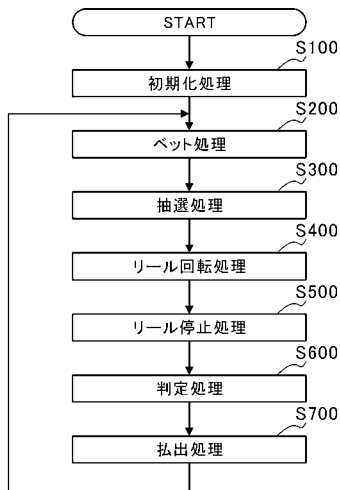 START
S100
初期化処理
S200
ベット処理
S300
抽選処理
S400
リール回転処理
S500
リール停止処理
S600
判定処理
S700
払出処理